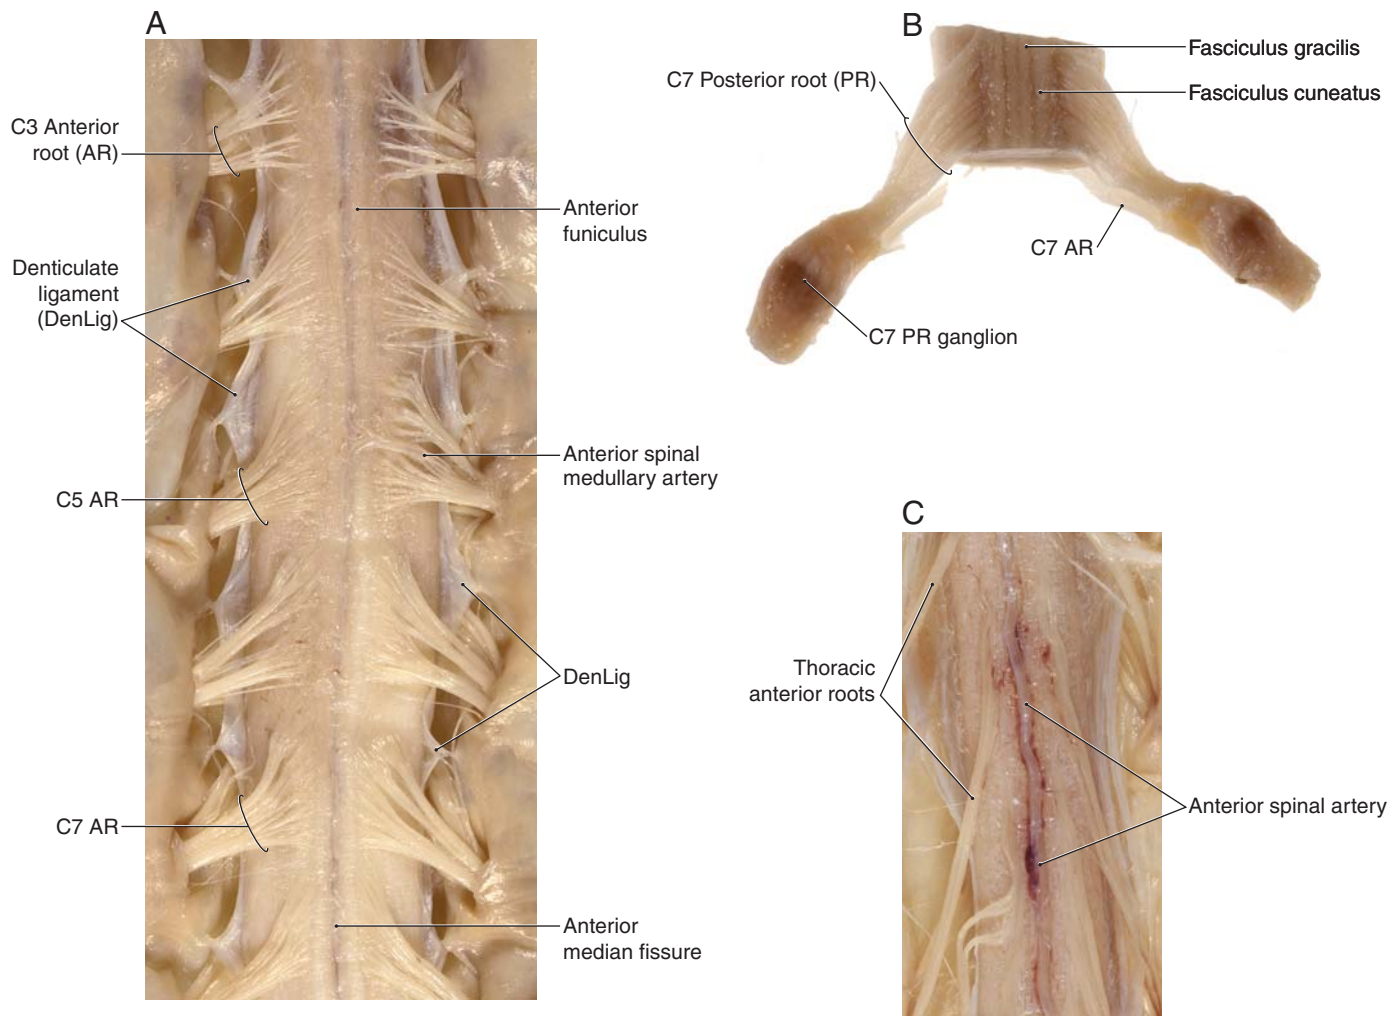 A
C3 Anterior
root (AR)
Denticulate
ligament
(DenLig)
C5 AR
C7 AR
Anterior
funiculus
Anterior spinal
medullary artery
DenLig
Anterior
median fissure
B
C7 Posterior root (PR)
Fasciculus gracilis
Fasciculus cuneatus
C7 AR
C7 PR ganglion
C
Thoracic
anterior roots
Anterior spinal artery